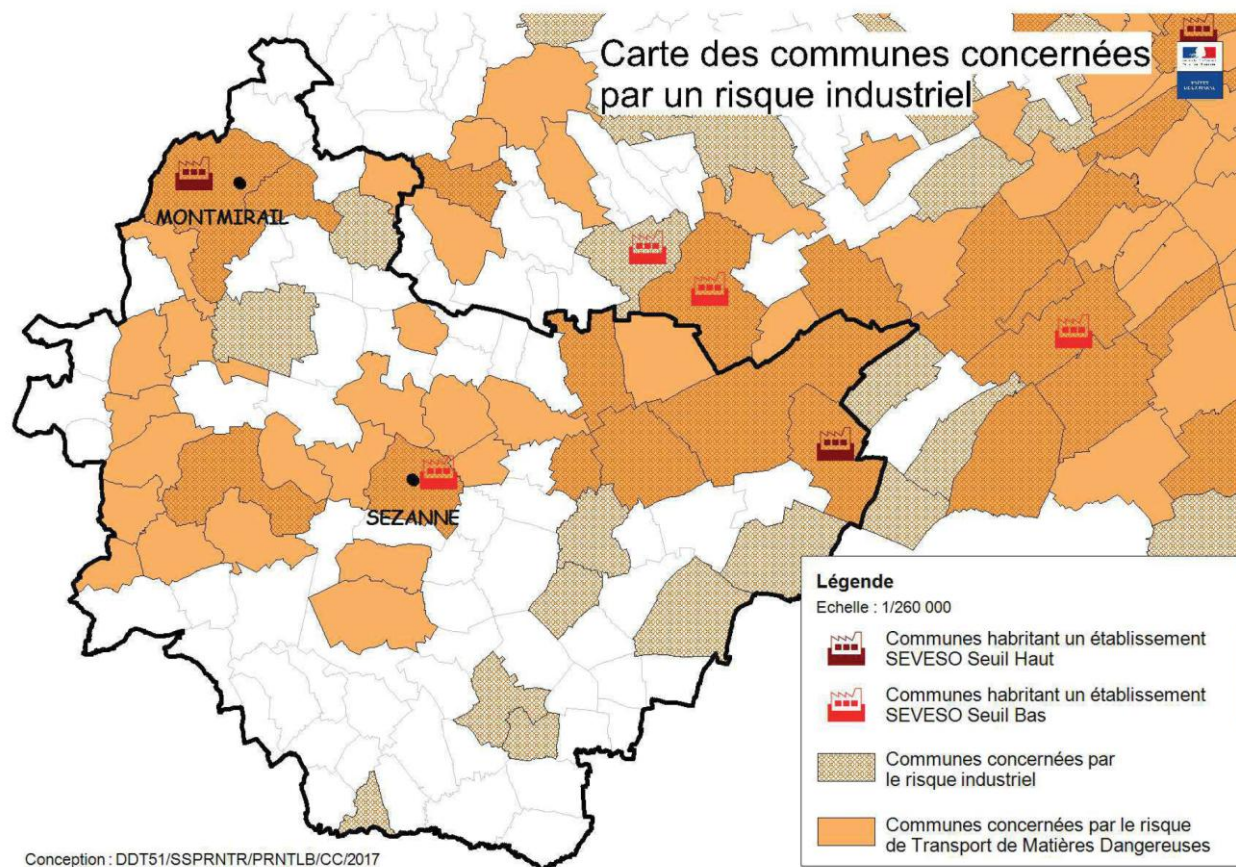 Carte des communes concernées
par un risque industriel
MONTMIRAIL
SEZANNE
Légende
Echelle : 1/260 000
Communes habritant un établissement
SEVESO Seuil Haut
Communes habritant un établissement
SEVESO Seuil Bas
Communes concernées par
le risque industriel
Communes concernées par le risque
de Transport de Matières Dangereuses
Conception : DDT51/SSPRNTR/PRNTLB/CC/2017